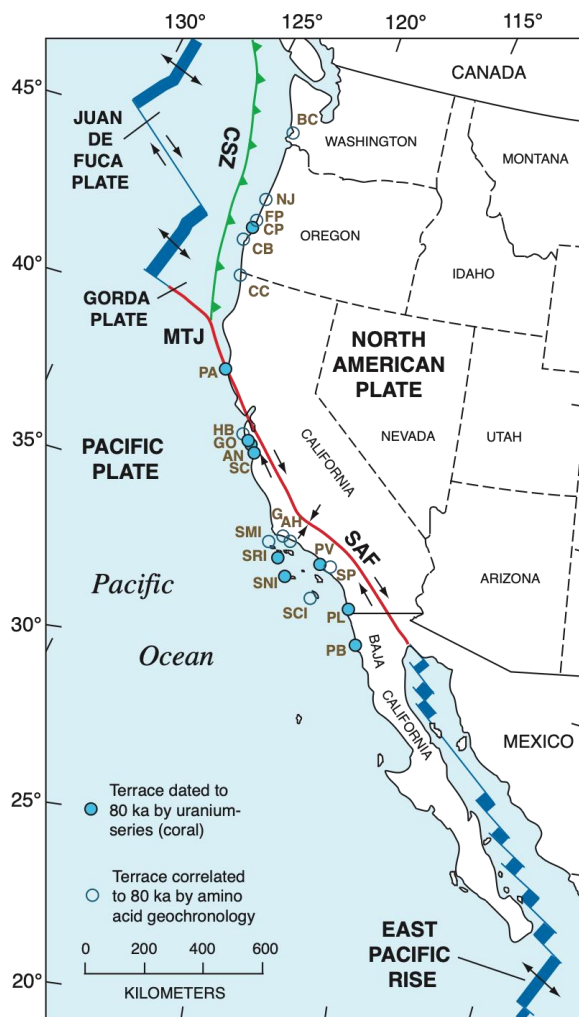 130°
125°
120°
115°
45°
CANADA
JUAN
DE
FUCA
PLATE
CSZ
BC
WASHINGTON
MONTANA
NJ
FP
CP
CB
OREGON
40°
CC
IDAHO
GORDA
PLATE
MTJ
NORTH
AMERICAN
PLATE
PA
HB
GO
AN
SC
CALIFORNIA
NEVADA
UTAH
35°
PACIFIC
PLATE
G
AH
SMI
SRI
PV
SAF
SP
SNI
SCI
PL
ARIZONA
Pacific
30°
Ocean
PB
BAJA
CALIFORNIA
MEXICO
Terrace dated to
80 ka by uranium-
series (coral)
25°
Terrace correlated
to 80 ka by amino
acid geochronology
0
200
400
600
KILOMETERS
EAST
PACIFIC
RISE
20°